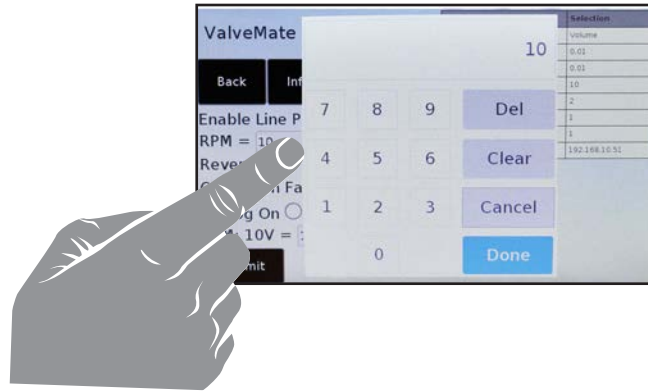 ValveMate
10
Selection
Volume
0.01
0.01
10
2
1
1
192.168.10.51
Back
Inf
7 8 9 Del
Enable Line P
RPM = 10
4 5 6 Clear
Rever
n Fa
1 2 3 Cancel
g On
10V =
0 Done
mit